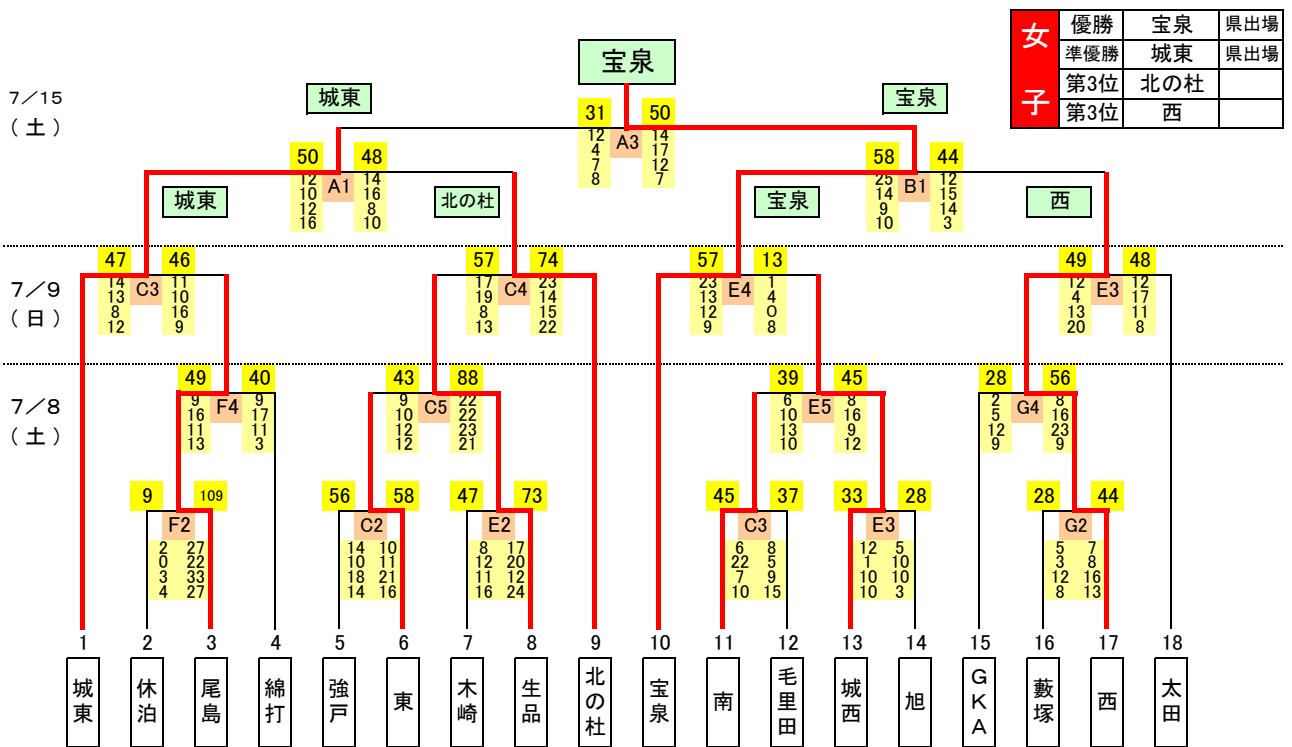 女子
優勝 宝泉 県出場
準優勝 城東 県出場
第3位 北の杜
第3位 西
宝泉
7／15
（土）
城東 宝泉
31 50
12 A3 14
4 17
7 12
8 7
50 48 58 44
12 A1 14 25 B1 12
10 16 14 15
12 8 9 14
16 10 10 3
城東 北の杜 宝泉 西
47 46 57 74 57 13 49 48
7／9
（日）
14 C3 11 17 C4 23 23 E4 1 12 E3 12
13 10 19 14 13 4 4 17
8 16 8 15 12 0 13 11
12 9 13 22 9 8 20 8
7／8
（土）
49 40 43 88 39 45 28 56
9 F4 9 9 C5 22 6 E5 8 2 G4 8
16 17 10 22 10 16 5 16
11 11 12 23 13 9 12 23
13 3 12 21 10 12 9 9
9 109 56 58 47 73 45 37 33 28 28 44
F2 C2 E2 C3 E3 G2
2 27 14 10 8 17 6 8 12 5 5 7
0 22 10 11 12 20 22 5 1 10 3 8
3 33 18 21 11 12 7 9 10 10 12 16
4 27 14 16 16 24 10 15 10 3 8 13
1 2 3 4 5 6 7 8 9 10 11 12 13 14 15 16 17 18
城東 休泊 尾島 綿打 強戸 東 木崎 生品 北の杜 宝泉 南 毛里田 城西 旭 GKA 藪塚 西 太田